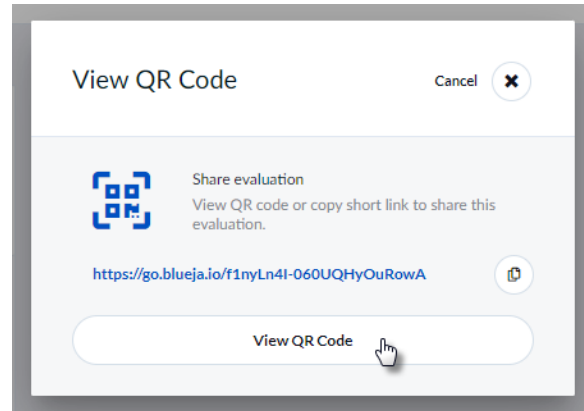 View QR Code
Cancel
Share evaluation
View QR code or copy short link to share this
evaluation.
https://go.blueja.io/f1nyLn4I-060UQHyOuRowA
View QR Code